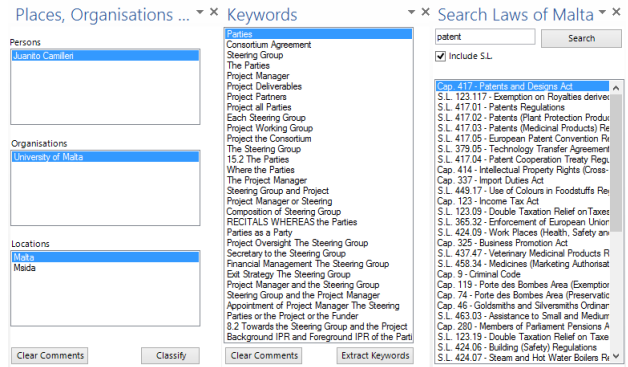 Places, Organisations ...
Persons
Juanito Camilleri
Organisations
University of Malta
Locations
Malta
Msida
Clear Comments
Classify
Keywords
Parties
Consortium Agreement
Steering Group
The Parties
Project Manager
Project Deliverables
Project Partners
Project all Parties
Each Steering Group
Project Working Group
Project the Consortium
The Steering Group
15.2 The Parties
Where the Parties
The Project Manager
Steering Group and Project
Project Manager or Steering
Composition of Steering Group
RECITALS WHEREAS the Parties
Parties as a Party
Project Oversight The Steering Group
Secretary to the Steering Group
Financial Management The Steering Group
Exit Strategy The Steering Group
Project Manager and the Steering Group
Steering Group and the Project Manager
Appointment of Project Manager The Steering
Parties or the Project or the Funder
8.2 Towards the Steering Group and the Project
Background IPR and Foreground IPR of the Parti
Clear Comments
Extract Keywords
Search Laws of Malta
patent
Search
Include S.L.
Cap. 417 - Patents and Designs Act
S.L. 123.117 - Exemption on Royalties derived
S.L. 417.01 - Patents Regulations
S.L. 417.02 - Patents (Plant Protection Produc
S.L. 417.03 - Patents (Medicinal Products) Re
S.L. 417.05 - European Patent Convention Re
S.L. 379.05 - Technology Transfer Agreement
S.L. 417.04 - Patent Cooperation Treaty Regu
Cap. 414 - Intellectual Property Rights (Cross-
Cap. 337 - Import Duties Act
S.L. 449.17 - Use of Colours in Foodstuffs Re
Cap. 123 - Income Tax Act
S.L. 123.09 - Double Taxation Relief on Taxes
S.L. 365.32 - Enforcement of European Union
S.L. 424.09 - Work Places (Health, Safety an
Cap. 325 - Business Promotion Act
S.L. 437.47 - Veterinary Medicinal Products R
S.L. 458.34 - Medicines (Marketing Authorisat
Cap. 9 - Criminal Code
Cap. 119 - Porte des Bombes Area (Exemption
Cap. 74 - Porte des Bombes Area (Preservatic
Cap. 46 - Goldsmiths and Silversmiths Ordinar
S.L. 463.03 - Assistance to Small and Medium
Cap. 280 - Members of Parliament Pensions A
S.L. 123.19 - Double Taxation Relief on Taxe
S.L. 424.06 - Building (Safety) Regulations
S.L. 424.07 - Steam and Hot Water Boilers Re